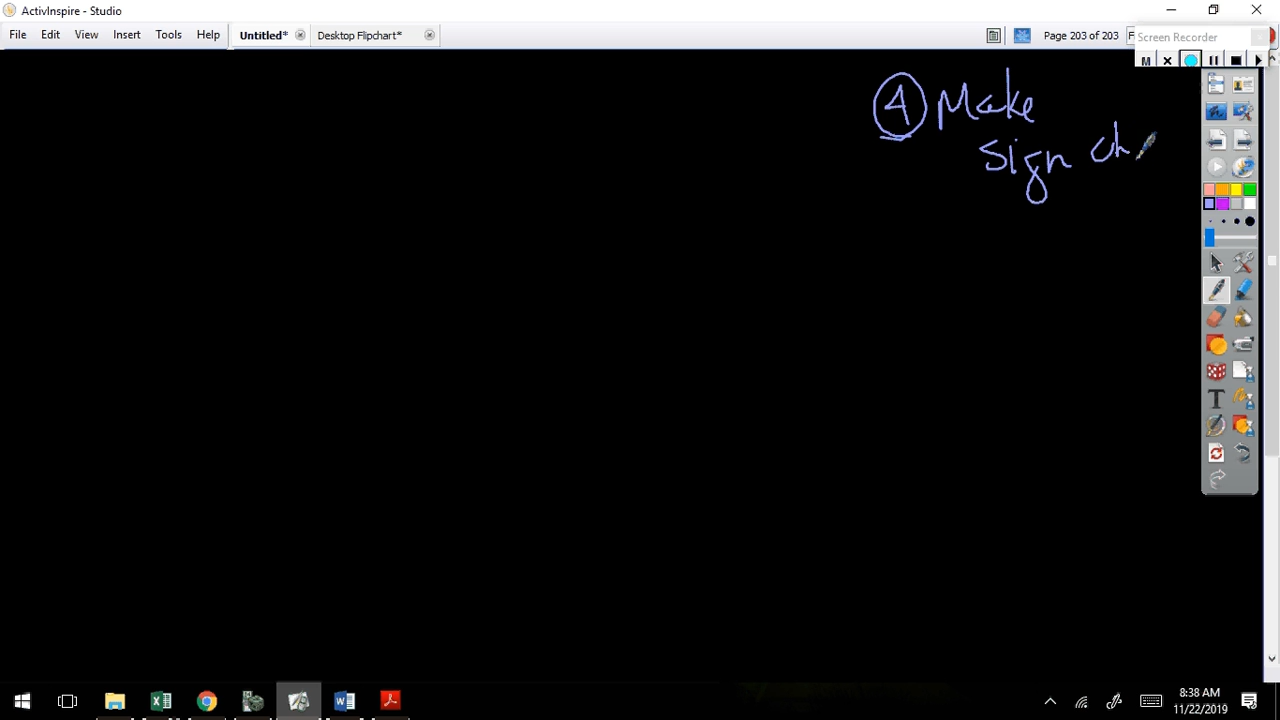 ActivInspire - Studio
File Edit View Insert Tools Help Untitled* Desktop Flipchart* Page 203 of 203 F
Screen Recorder
M
④ Make
sign ch
T
8:38 AM
11/22/2019